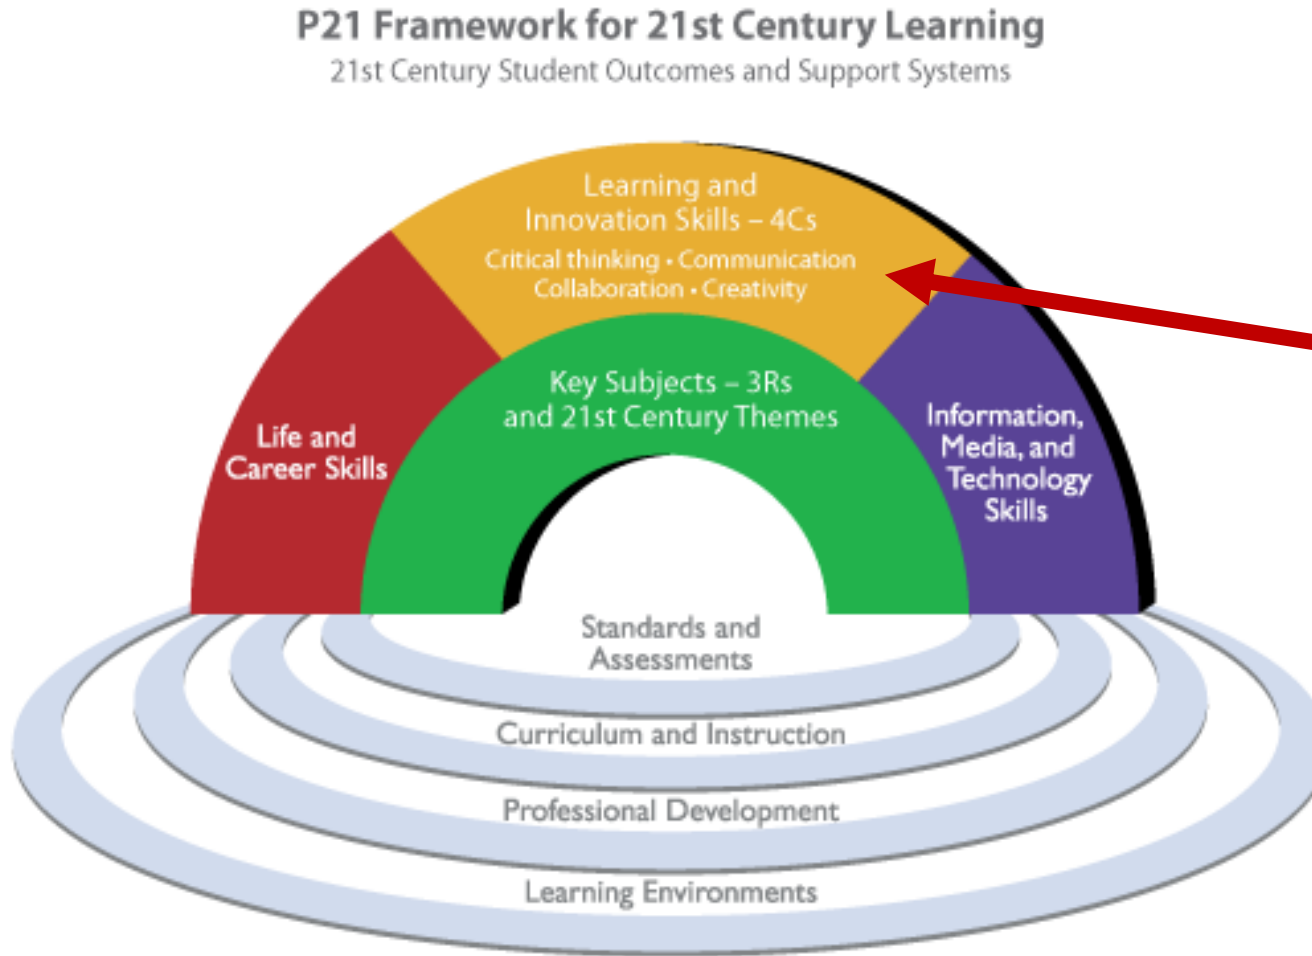 P21 Framework for 21st Century Learning
21st Century Student Outcomes and Support Systems
Learning and
Innovation Skills – 4Cs
Critical thinking • Communication
Collaboration • Creativity
Key Subjects – 3Rs
and 21st Century Themes
Life and
Career Skills
Information,
Media, and
Technology
Skills
Standards and
Assessments
Curriculum and Instruction
Professional Development
Learning Environments